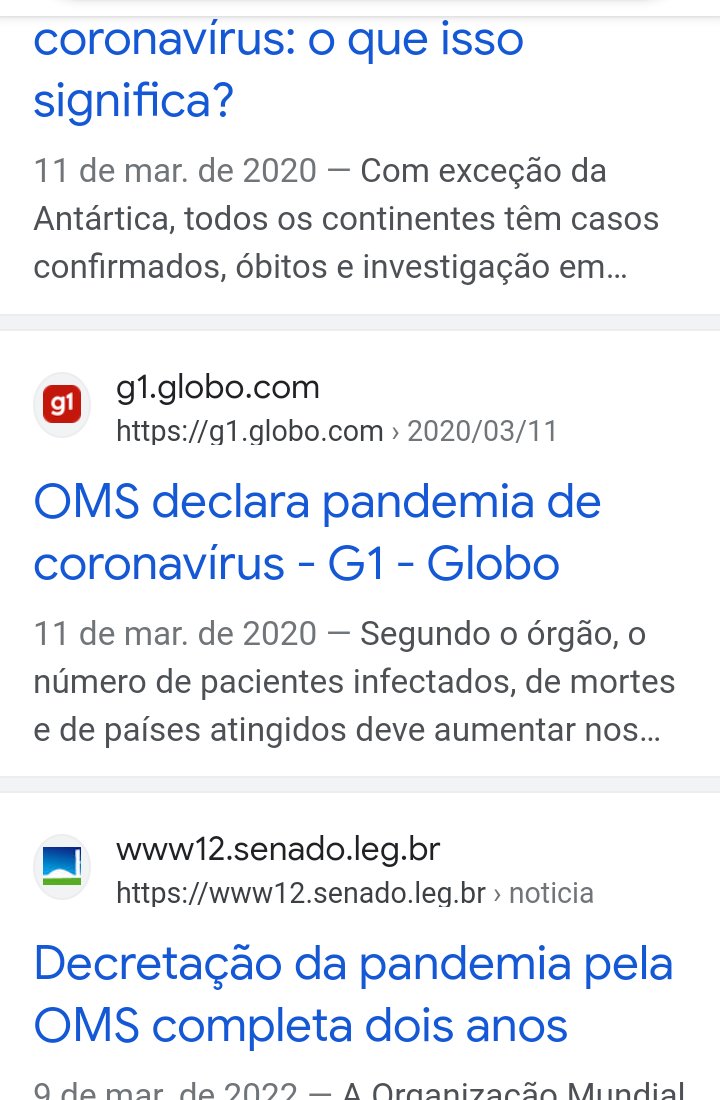 coronavírus: o que isso
significa?
11 de mar. de 2020 — Com exceção da
Antártica, todos os continentes têm casos
confirmados, óbitos e investigação em...
g1
g1.globo.com
https://g1.globo.com › 2020/03/11
OMS declara pandemia de
coronavírus - G1 - Globo
11 de mar. de 2020 — Segundo o órgão, o
número de pacientes infectados, de mortes
e de países atingidos deve aumentar nos...
www12.senado.leg.br
https://www12.senado.leg.br › noticia
Decretação da pandemia pela
OMS completa dois anos
9 de mar. de 2022 — A Organização Mundial